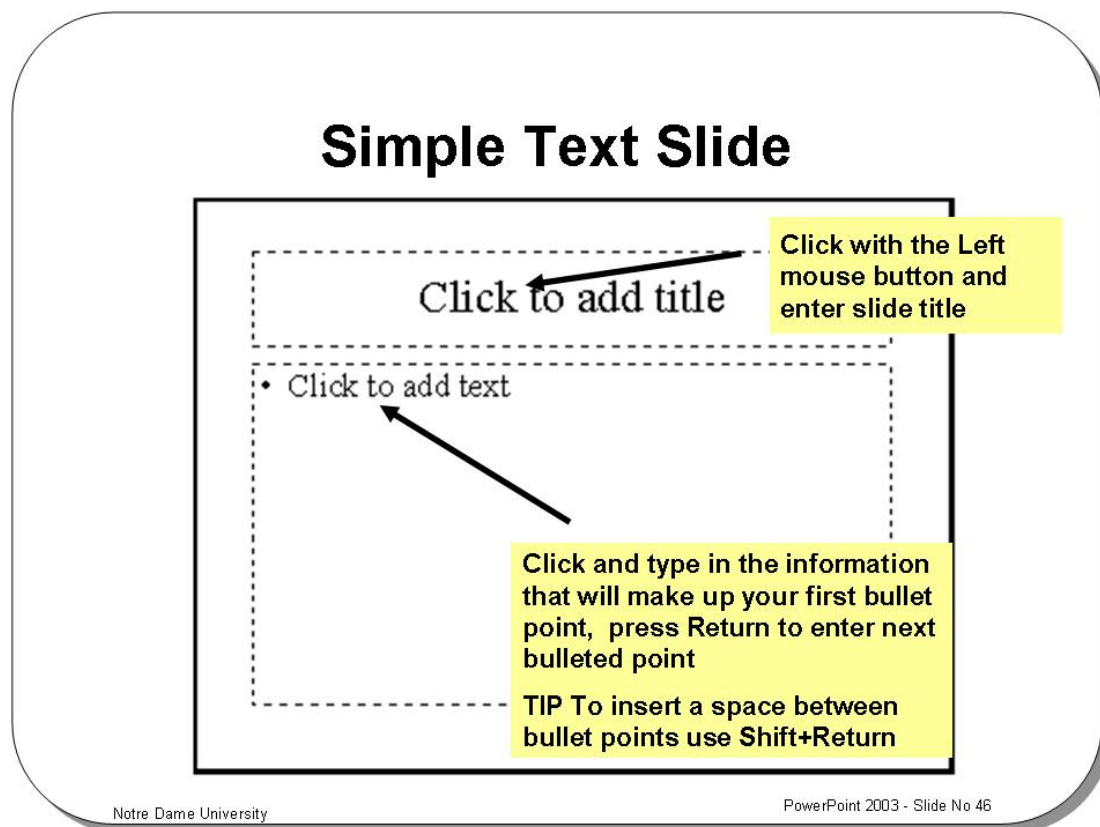 Simple Text Slide
Click with the Left
mouse button and
enter slide title
Click to add title
• Click to add text
Click and type in the information
that will make up your first bullet
point,  press Return to enter next
bulleted point
TIP To insert a space between
bullet points use Shift+Return
Notre Dame University
PowerPoint 2003 - Slide No 46